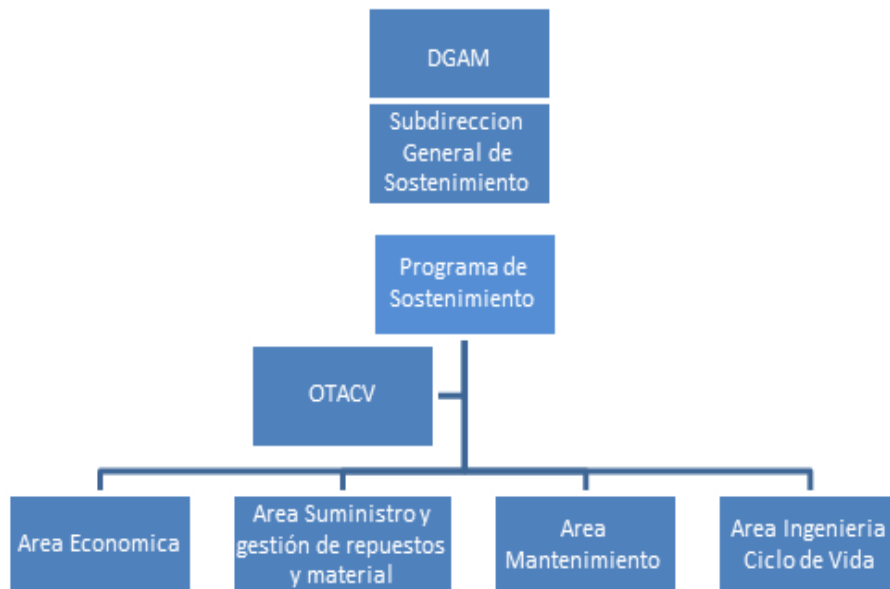 DGAM
Subdireccion
General de
Sostenimiento
Programa de
Sostenimiento
OTACV
Area Economica
Area Suministro y
gestión de repuestos
y material
Area
Mantenimiento
Area Ingenieria
Ciclo de Vida